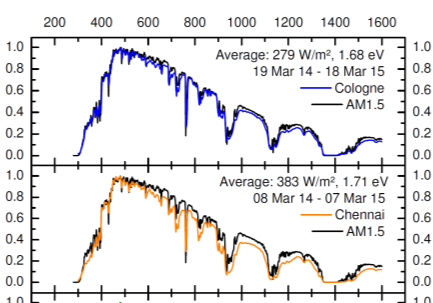 200 400 600 800 1000 1200 1400 1600
1.0 1.0
Average: 279 W/m², 1.68 eV
0.8 0.8
19 Mar 14 - 18 Mar 15
0.6 Cologne 0.6
0.4 AM1.5 0.4
0.2 0.2
0.0 0.0
1.0 Average: 383 W/m², 1.71 eV 1.0
0.8 08 Mar 14 - 07 Mar 15 0.8
0.6 Chennai 0.6
0.4 AM1.5 0.4
0.2 0.2
0.0 0.0
1.0 1.0